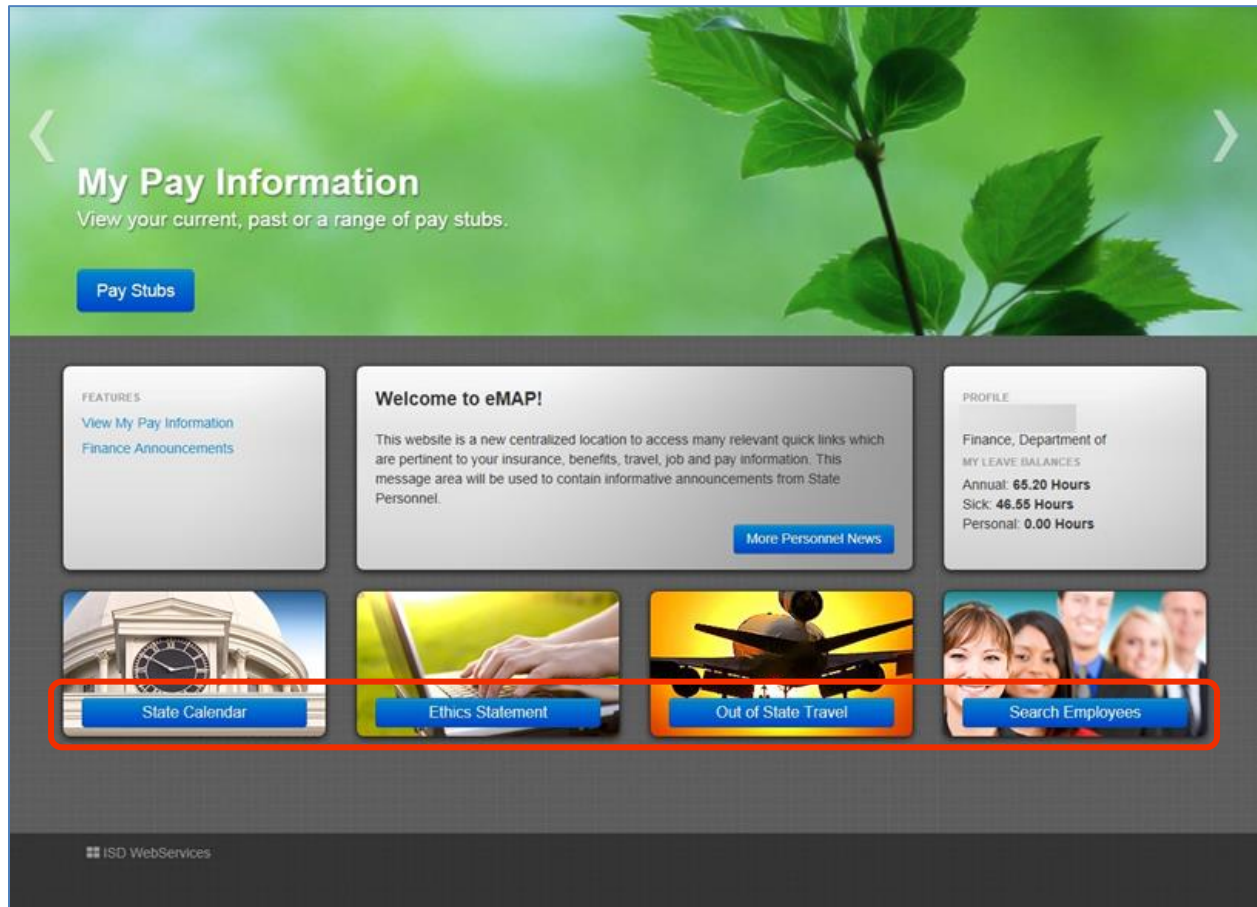 My Pay Information
View your current, past or a range of pay stubs.
Pay Stubs
FEATURES
View My Pay Information
Finance Announcements
Welcome to eMAP!
This website is a new centralized location to access many relevant quick links which
are pertinent to your insurance, benefits, travel, job and pay information. This
message area will be used to contain informative announcements from State
Personnel.
More Personnel News
PROFILE
Finance, Department of
MY LEAVE BALANCES
Annual: 65.20 Hours
Sick: 46.55 Hours
Personal: 0.00 Hours
State Calendar
Ethics Statement
Out of State Travel
Search Employees
ISD WebServices